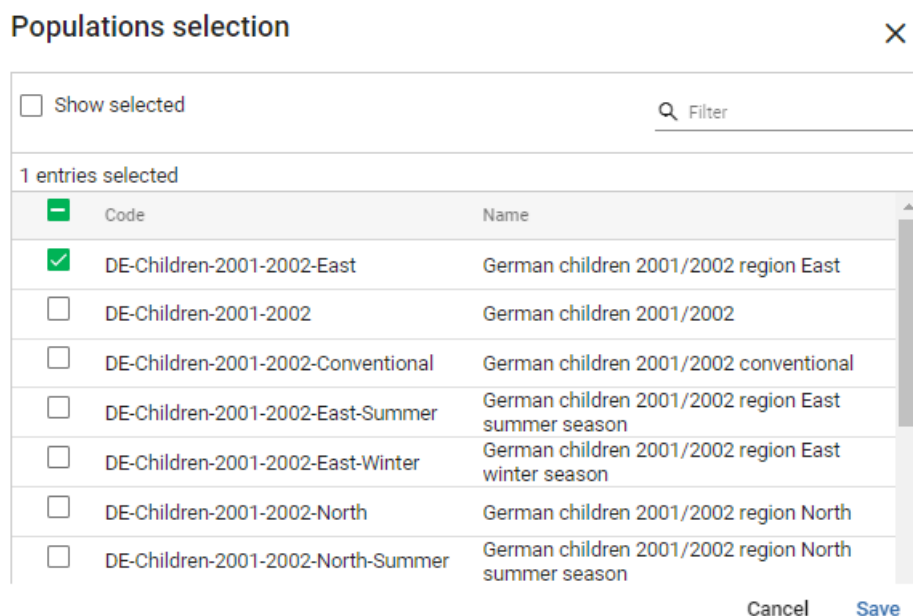 Populations selection
Show selected
Filter
1 entries selected
Code Name
DE-Children-2001-2002-East German children 2001/2002 region East
DE-Children-2001-2002 German children 2001/2002
DE-Children-2001-2002-Conventional German children 2001/2002 conventional
DE-Children-2001-2002-East-Summer German children 2001/2002 region East
summer season
DE-Children-2001-2002-East-Winter German children 2001/2002 region East
winter season
DE-Children-2001-2002-North German children 2001/2002 region North
DE-Children-2001-2002-North-Summer German children 2001/2002 region North
summer season
Cancel Save